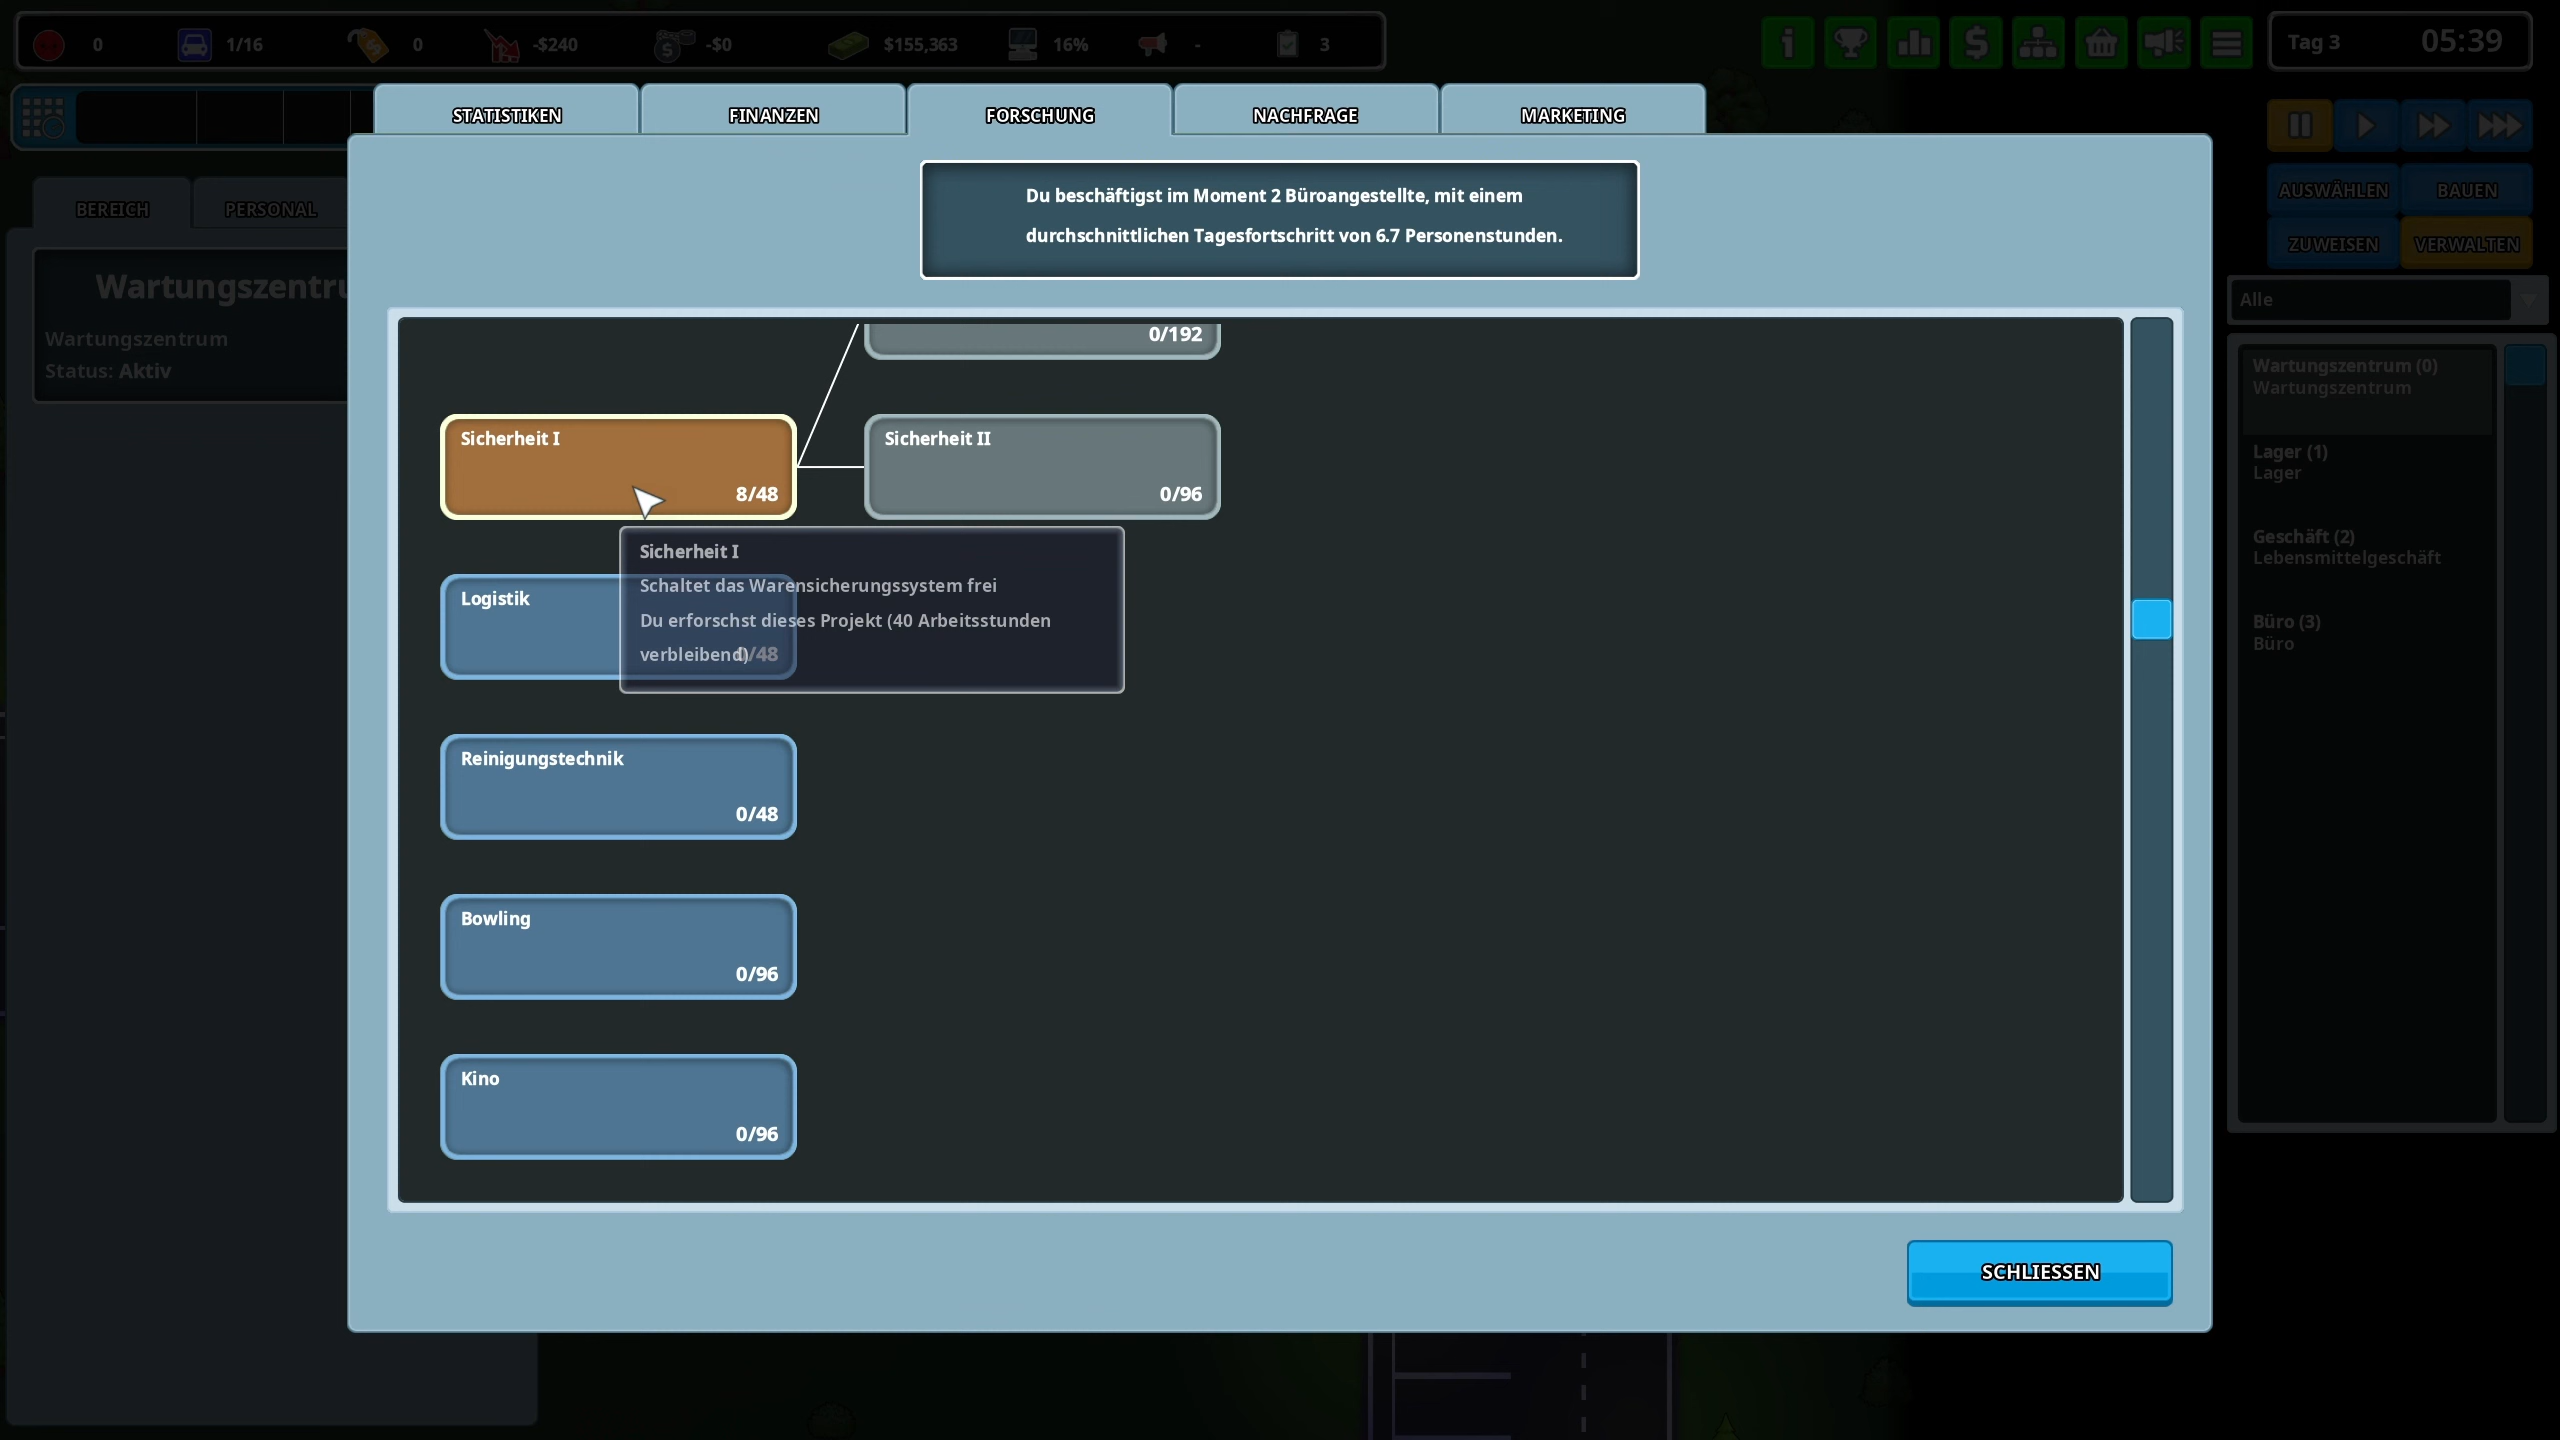 0
1/16
0
-$240
-$0
$155,363
16%
-
3
Tag 3
05:39
STATISTIKEN
FINANZEN
FORSCHUNG
NACHFRAGE
MARKETING
BEREICH
PERSONAL
AUSWÄHLEN
BAUEN
ZUWEISEN
VERWALTEN
Du beschäftigst im Moment 2 Büroangestellte, mit einem
durchschnittlichen Tagesfortschritt von 6.7 Personenstunden.
Wartungszentru
Wartungszentrum
Status: Aktiv
Alle
Wartungszentrum (0)
Wartungszentrum
Lager (1)
Lager
Geschäft (2)
Lebensmittelgeschäft
Büro (3)
Büro
0/192
Sicherheit I
8/48
Sicherheit II
0/96
Sicherheit I
Schaltet das Warensicherungssystem frei
Du erforschst dieses Projekt (40 Arbeitsstunden
verbleibend)
Logistik
0/48
Reinigungstechnik
0/48
Bowling
0/96
Kino
0/96
SCHLIESSEN